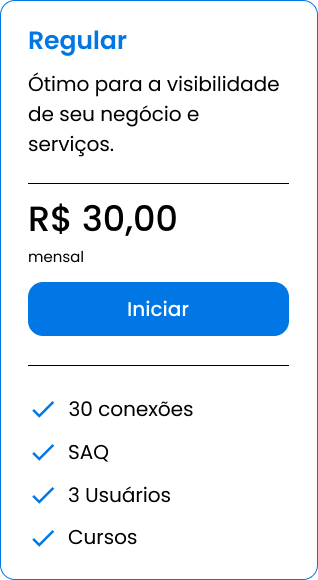 Regular
Ótimo para a visibilidade
de seu negócio e
serviços.
R$ 30,00
mensal
Iniciar
30 conexões
SAQ
3 Usuários
Cursos